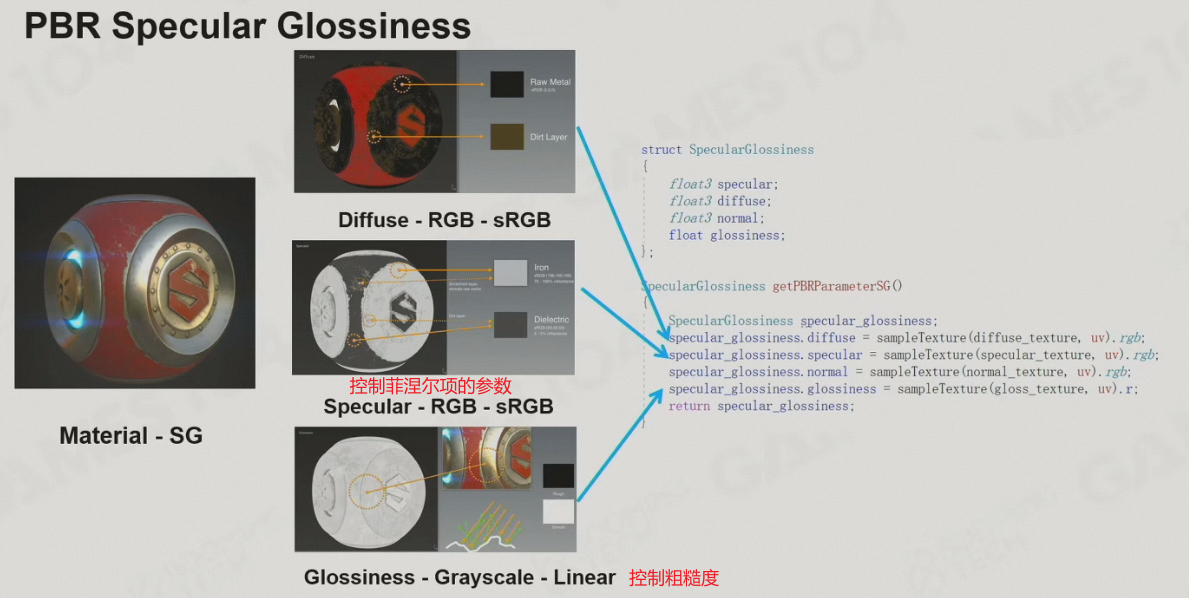 PBR Specular Glossiness
Diffuse
Raw Metal
Dirt Layer
Diffuse - RGB - sRGB
Specular
Iron
Dirt layer
Dielectric
控制菲涅尔项的参数
Specular - RGB - sRGB
Material - SG
Rough
Smooth
Glossiness - Grayscale - Linear
控制粗糙度
struct SpecularGlossiness
{
float3 specular;
float3 diffuse;
float3 normal;
float glossiness;
};
SpecularGlossiness getPBRParameterSG()
{
SpecularGlossiness specular_glossiness;
specular_glossiness.diffuse = sampleTexture(diffuse_texture, uv).rgb;
specular_glossiness.specular = sampleTexture(specular_texture, uv).rgb;
specular_glossiness.normal = sampleTexture(normal_texture, uv).rgb;
specular_glossiness.glossiness = sampleTexture(gloss_texture, uv).r;
return specular_glossiness;
}
GAMES104